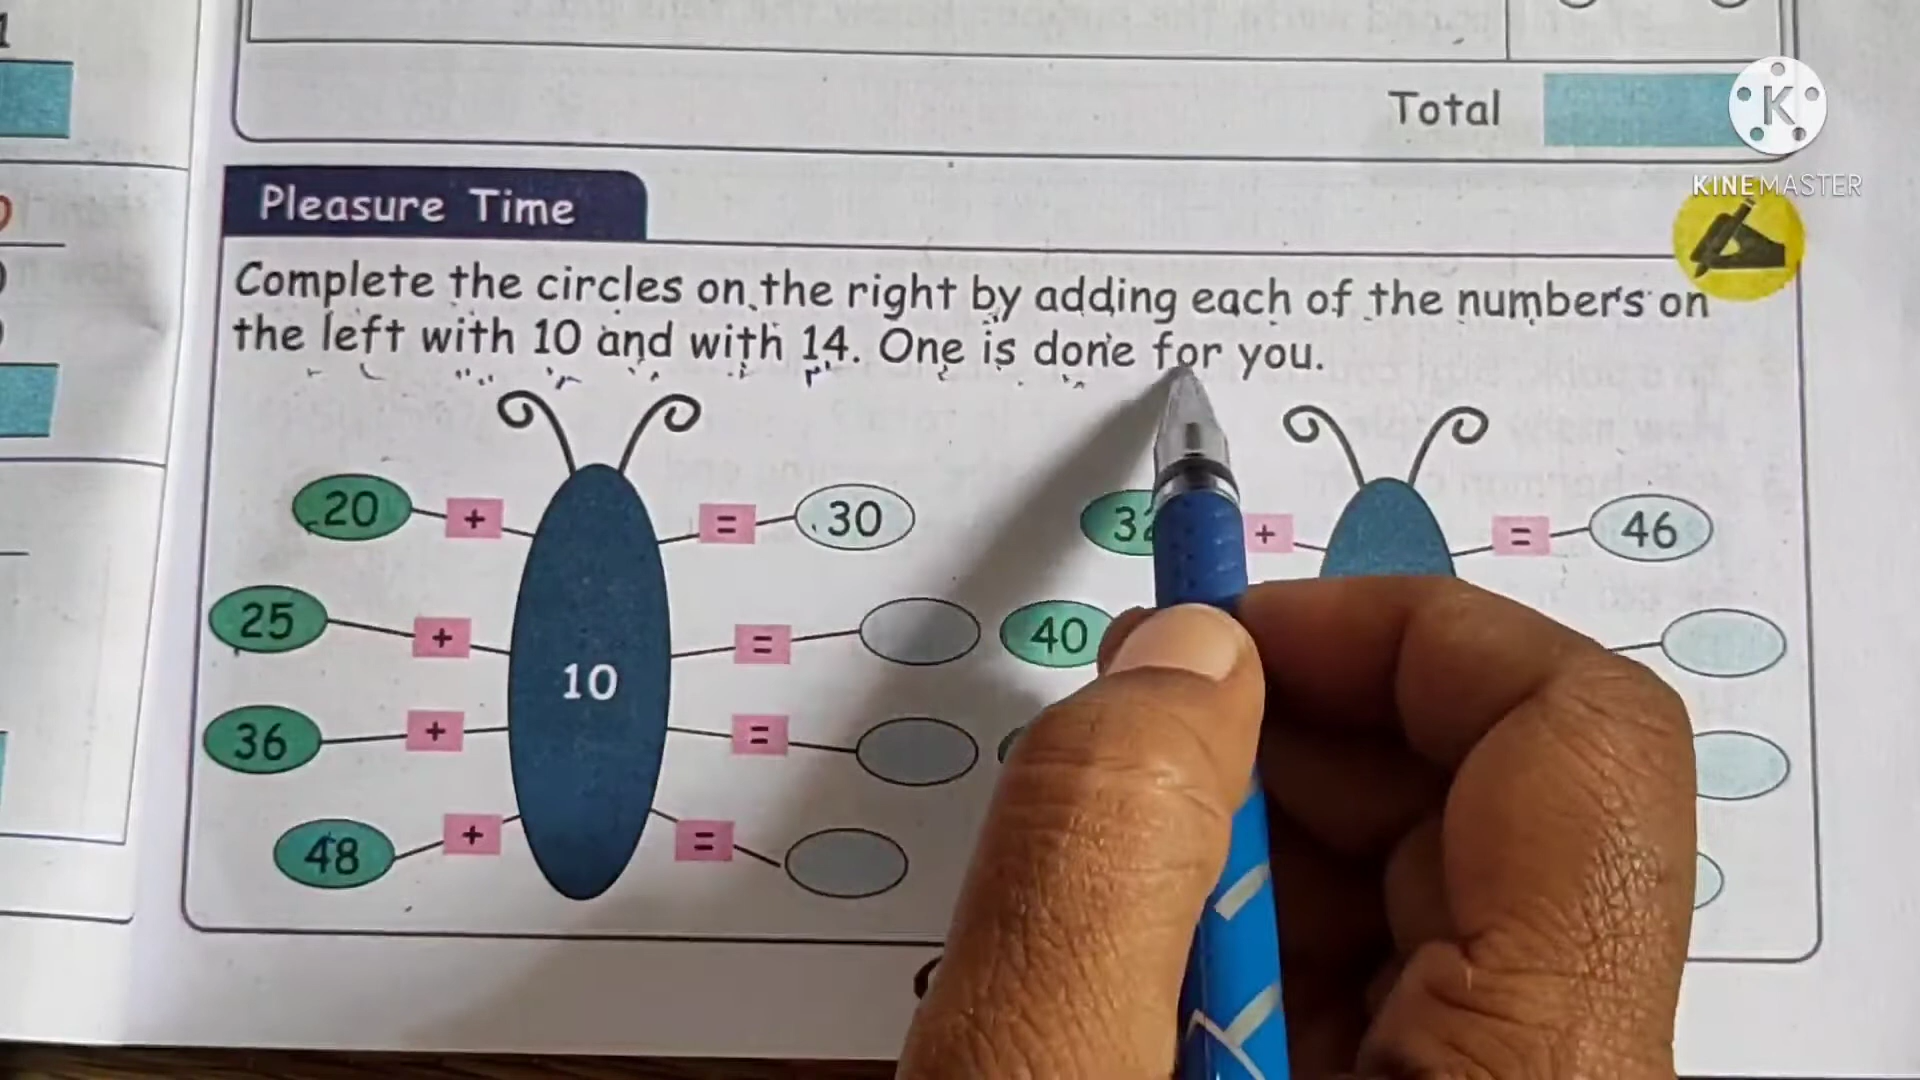 Total
KINEMASTER
Pleasure Time
Complete the circles on the right by adding each of the numbers on
the left with 10 and with 14. One is done for you.
20 + = 30
25 + =
36 + =
48 + =
10
+ = 46
40